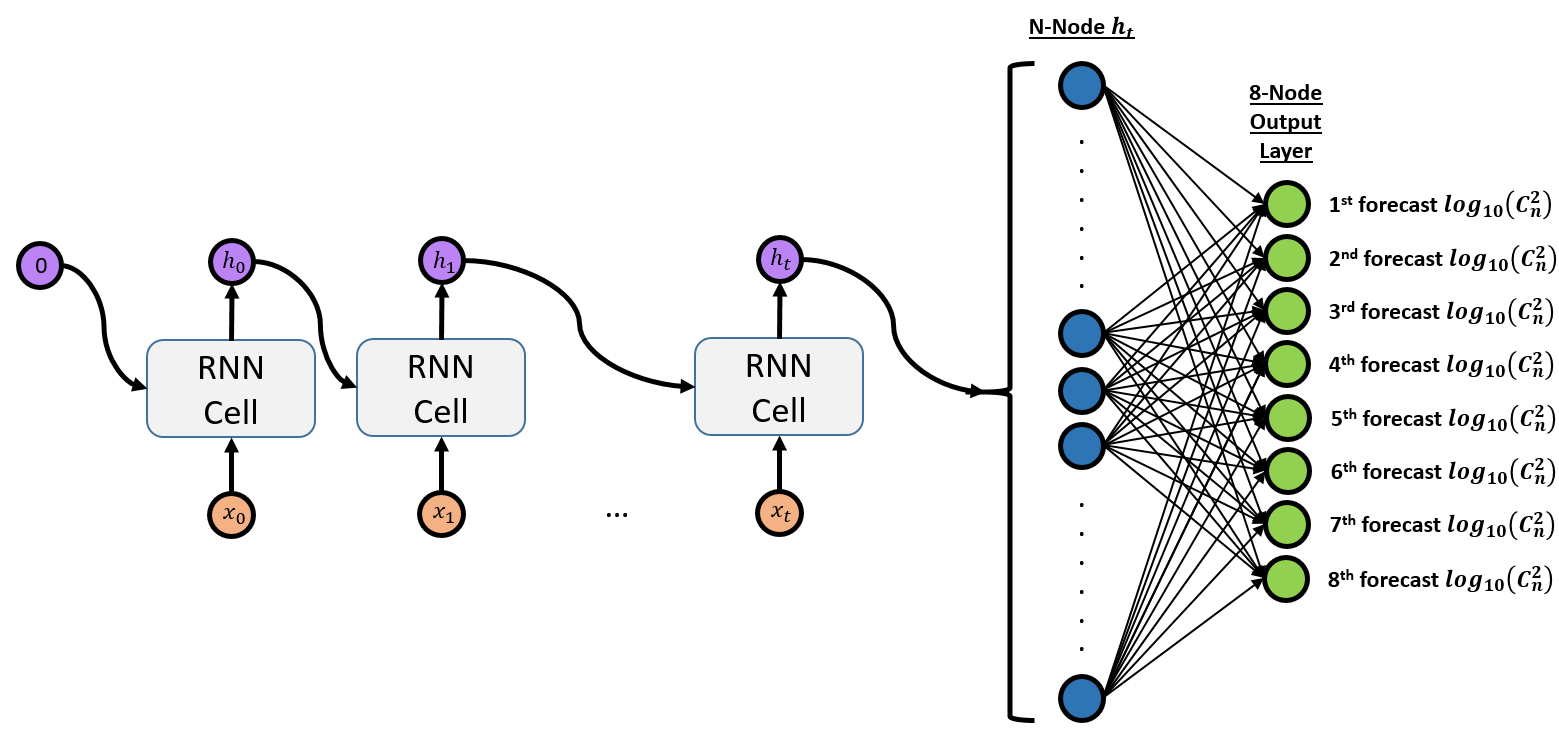 N-Node hₜ
8-Node
Output
Layer
1st forecast log₁₀(Cₙ²)
0
h₀
h₁
hₜ
2nd forecast log₁₀(Cₙ²)
3rd forecast log₁₀(Cₙ²)
RNN
Cell
RNN
Cell
RNN
Cell
4th forecast log₁₀(Cₙ²)
5th forecast log₁₀(Cₙ²)
6th forecast log₁₀(Cₙ²)
x₀
x₁
...
xₜ
7th forecast log₁₀(Cₙ²)
8th forecast log₁₀(Cₙ²)